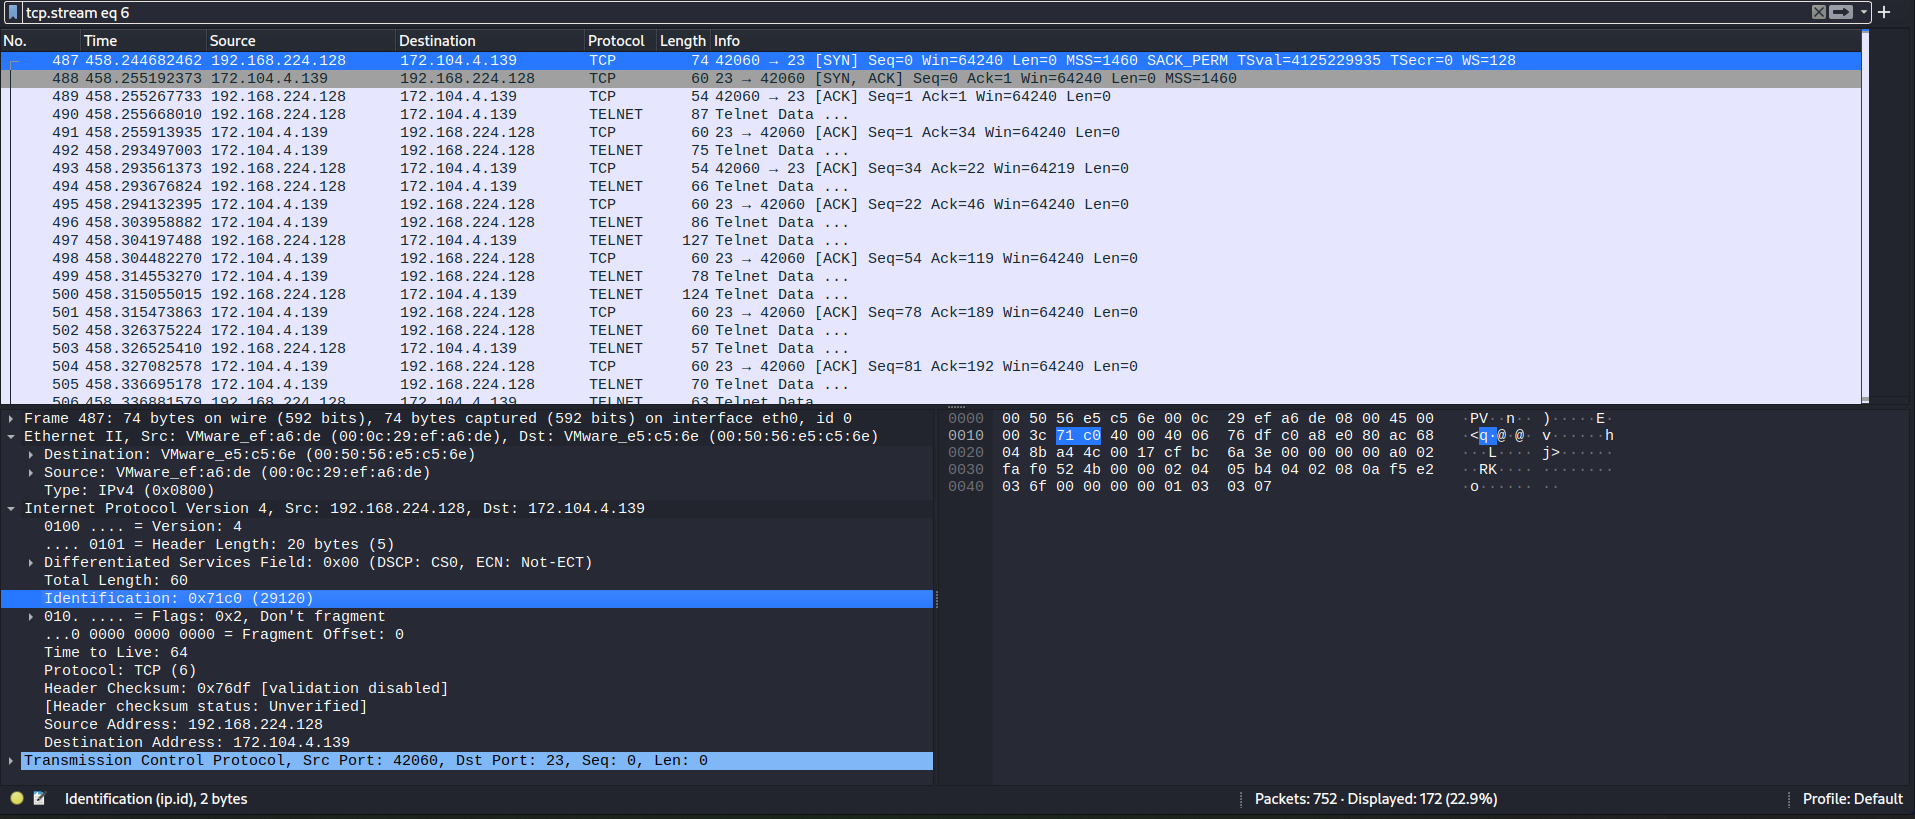 tcp.stream eq 6
No. Time Source Destination Protocol Length Info
487 458.244682462 192.168.224.128 172.104.4.139 TCP 74 42060 → 23 [SYN] Seq=0 Win=64240 Len=0 MSS=1460 SACK_PERM TSval=4125229935 TSecr=0 WS=128
488 458.255192373 172.104.4.139 192.168.224.128 TCP 60 23 → 42060 [SYN, ACK] Seq=0 Ack=1 Win=64240 Len=0 MSS=1460
489 458.255267733 192.168.224.128 172.104.4.139 TCP 54 42060 → 23 [ACK] Seq=1 Ack=1 Win=64240 Len=0
490 458.255668010 192.168.224.128 172.104.4.139 TELNET 87 Telnet Data ...
491 458.255913935 172.104.4.139 192.168.224.128 TCP 60 23 → 42060 [ACK] Seq=1 Ack=34 Win=64240 Len=0
492 458.293497003 172.104.4.139 192.168.224.128 TELNET 75 Telnet Data ...
493 458.293561373 192.168.224.128 172.104.4.139 TCP 54 42060 → 23 [ACK] Seq=34 Ack=22 Win=64219 Len=0
494 458.293676824 192.168.224.128 172.104.4.139 TELNET 66 Telnet Data ...
495 458.294132395 172.104.4.139 192.168.224.128 TCP 60 23 → 42060 [ACK] Seq=22 Ack=46 Win=64240 Len=0
496 458.303958882 172.104.4.139 192.168.224.128 TELNET 86 Telnet Data ...
497 458.304197488 192.168.224.128 172.104.4.139 TELNET 127 Telnet Data ...
498 458.304482270 172.104.4.139 192.168.224.128 TCP 60 23 → 42060 [ACK] Seq=54 Ack=119 Win=64240 Len=0
499 458.314553270 172.104.4.139 192.168.224.128 TELNET 78 Telnet Data ...
500 458.315055015 192.168.224.128 172.104.4.139 TELNET 124 Telnet Data ...
501 458.315473863 172.104.4.139 192.168.224.128 TCP 60 23 → 42060 [ACK] Seq=78 Ack=189 Win=64240 Len=0
502 458.326375224 172.104.4.139 192.168.224.128 TELNET 60 Telnet Data ...
503 458.326525410 192.168.224.128 172.104.4.139 TELNET 57 Telnet Data ...
504 458.327082578 172.104.4.139 192.168.224.128 TCP 60 23 → 42060 [ACK] Seq=81 Ack=192 Win=64240 Len=0
505 458.336695178 172.104.4.139 192.168.224.128 TELNET 70 Telnet Data ...
506 458.336881579 192.168.224.128 172.104.4.139 TELNET 63 Telnet Data ...
Frame 487: 74 bytes on wire (592 bits), 74 bytes captured (592 bits) on interface eth0, id 0
Ethernet II, Src: VMware_ef:a6:de (00:0c:29:ef:a6:de), Dst: VMware_e5:c5:6e (00:50:56:e5:c5:6e)
Destination: VMware_e5:c5:6e (00:50:56:e5:c5:6e)
Source: VMware_ef:a6:de (00:0c:29:ef:a6:de)
Type: IPv4 (0x0800)
Internet Protocol Version 4, Src: 192.168.224.128, Dst: 172.104.4.139
0100 .... = Version: 4
.... 0101 = Header Length: 20 bytes (5)
Differentiated Services Field: 0x00 (DSCP: CS0, ECN: Not-ECT)
Total Length: 60
Identification: 0x71c0 (29120)
010. .... = Flags: 0x2, Don't fragment
...0 0000 0000 0000 = Fragment Offset: 0
Time to Live: 64
Protocol: TCP (6)
Header Checksum: 0x76df [validation disabled]
[Header checksum status: Unverified]
Source Address: 192.168.224.128
Destination Address: 172.104.4.139
Transmission Control Protocol, Src Port: 42060, Dst Port: 23, Seq: 0, Len: 0
0000 00 50 56 e5 c5 6e 00 0c 29 ef a6 de 08 00 45 00 ·PV··n·· )·····E·
0010 00 3c 71 c0 40 00 40 06 76 df c0 a8 e0 80 ac 68 ·<q·@·@· v······h
0020 04 8b a4 4c 00 17 cf bc 6a 3e 00 00 00 00 a0 02 ···L···· j>······
0030 fa f0 52 4b 00 00 02 04 05 b4 04 02 08 0a f5 e2 ··RK···· ········
0040 03 6f 00 00 00 00 01 03 03 07 ·o······ ··
Identification (ip.id), 2 bytes
Packets: 752 · Displayed: 172 (22.9%)
Profile: Default